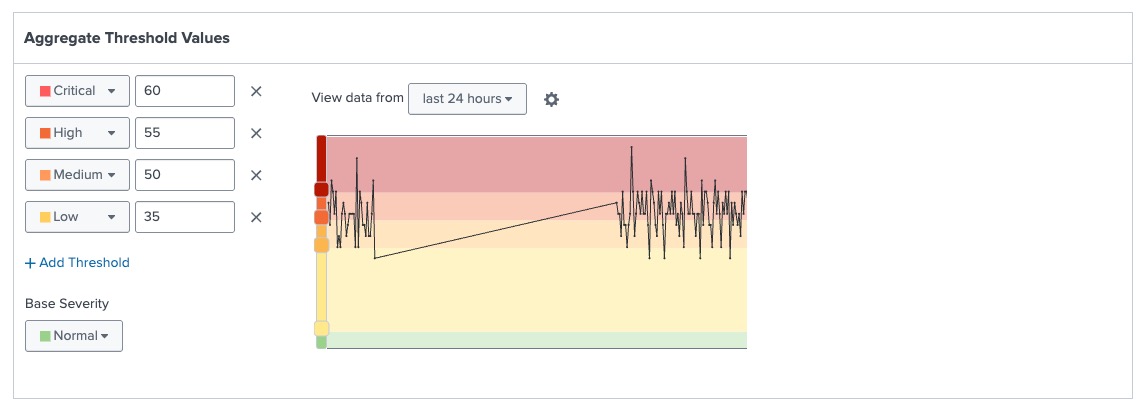 Aggregate Threshold Values
Critical 60 ×
View data from last 24 hours
High 55 ×
Medium 50 ×
Low 35 ×
+ Add Threshold
Base Severity
Normal